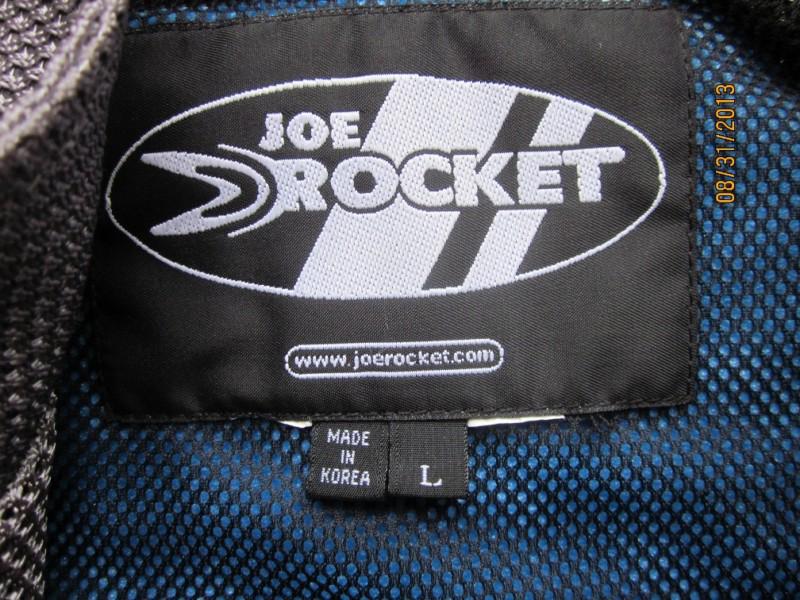 JOE
ROCKET
www.joerocket.com
MADE
IN
KOREA
L
08/31/2013